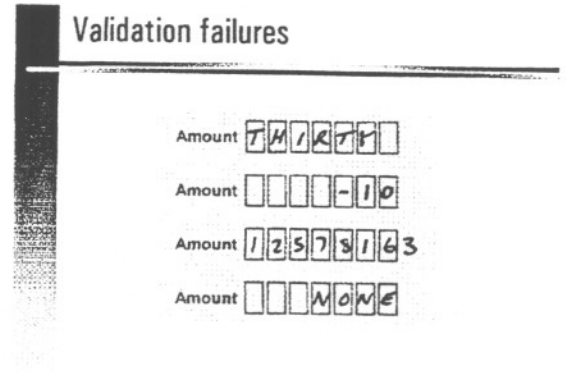 Validation failures
Amount THIRTY
Amount -10
Amount 12578163
Amount NONE